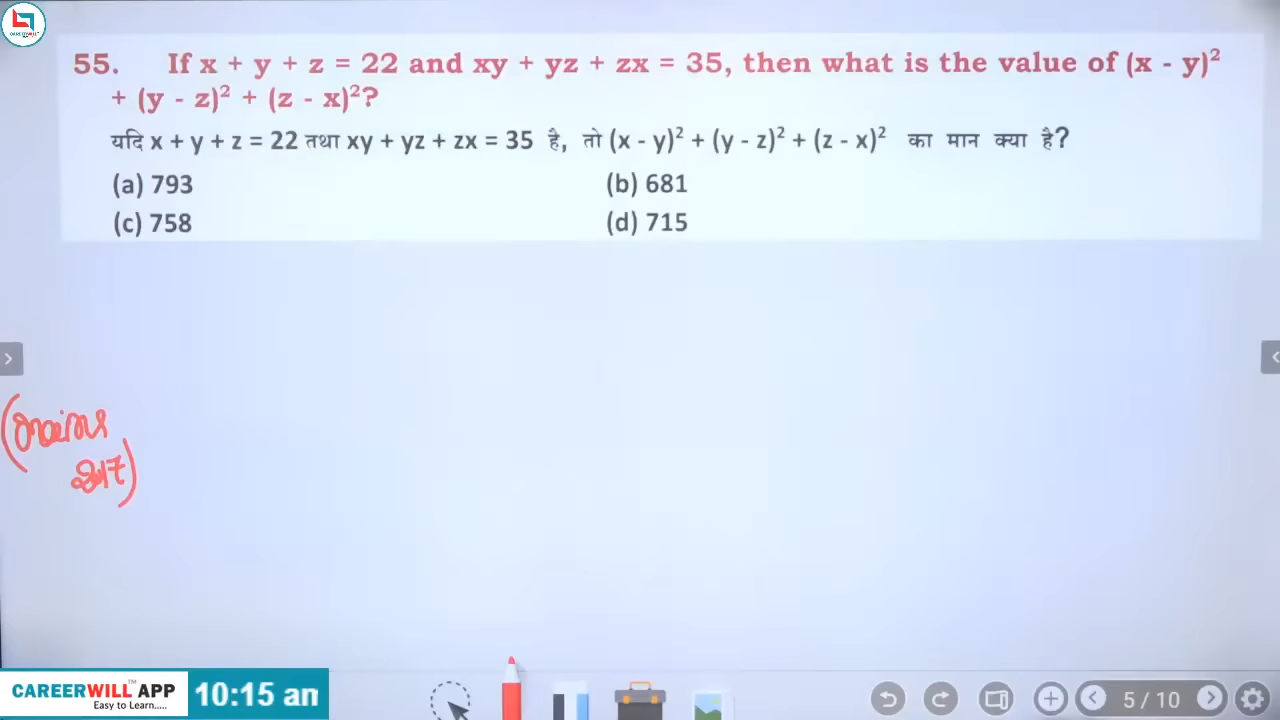 CAREERWILL
55. If x + y + z = 22 and xy + yz + zx = 35, then what is the value of (x - y)²
+ (y - z)² + (z - x)²?
यदि x + y + z = 22 तथा xy + yz + zx = 35 है, तो (x - y)² + (y - z)² + (z - x)² का मान क्या है?
(a) 793 (b) 681
(c) 758 (d) 715
CAREERWILL™ APP
Easy to Learn.....
10:15 am
5 / 10